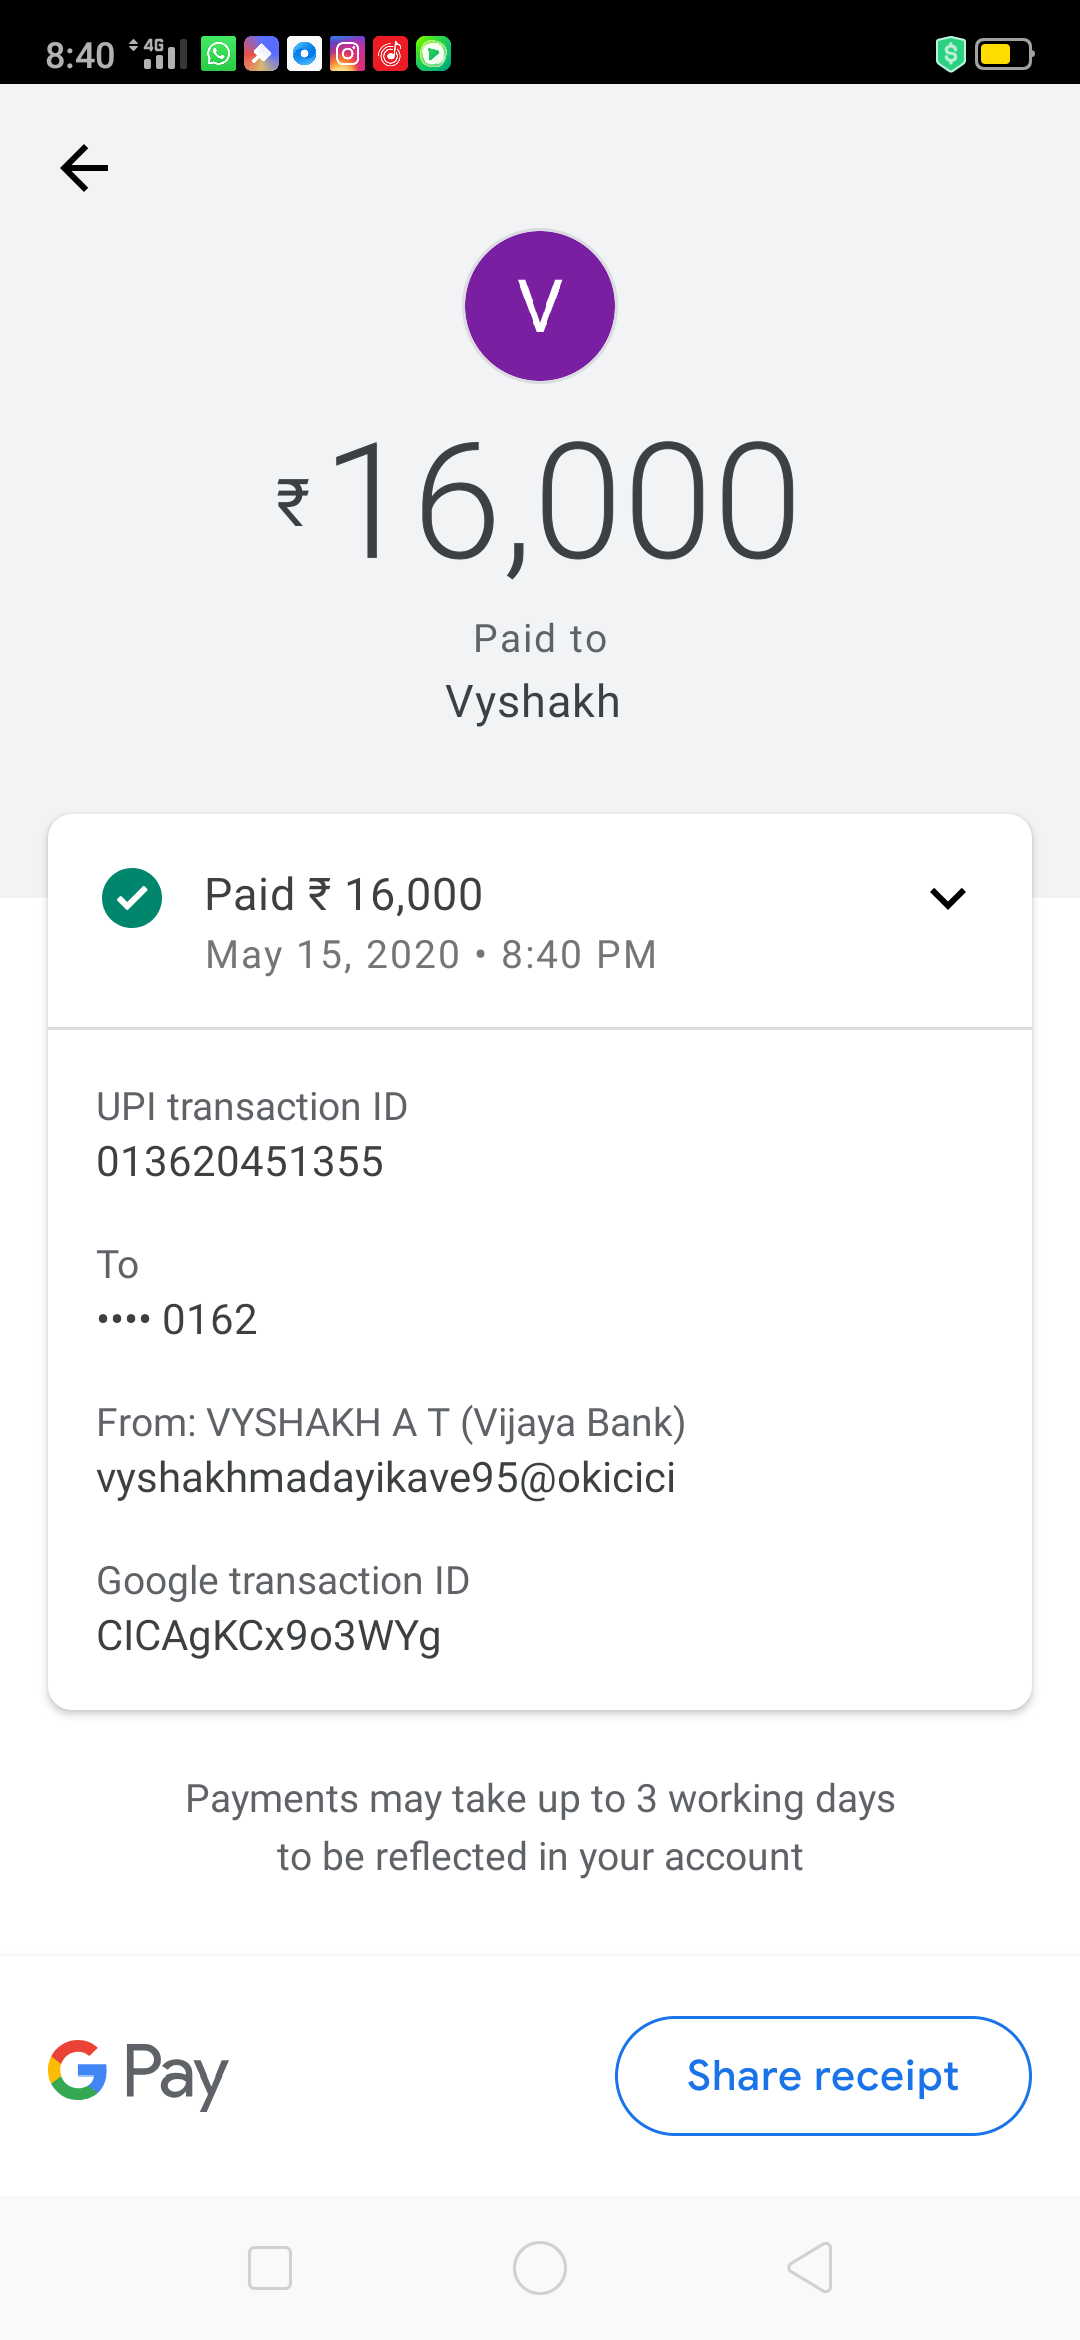 8:40 4G
V
₹16,000
Paid to
Vyshakh
Paid ₹ 16,000
May 15, 2020 • 8:40 PM
UPI transaction ID
013620451355
To
•••• 0162
From: VYSHAKH A T (Vijaya Bank)
vyshakhmadayikave95@okicici
Google transaction ID
CICAgKCx9o3WYg
Payments may take up to 3 working days
to be reflected in your account
G Pay
Share receipt